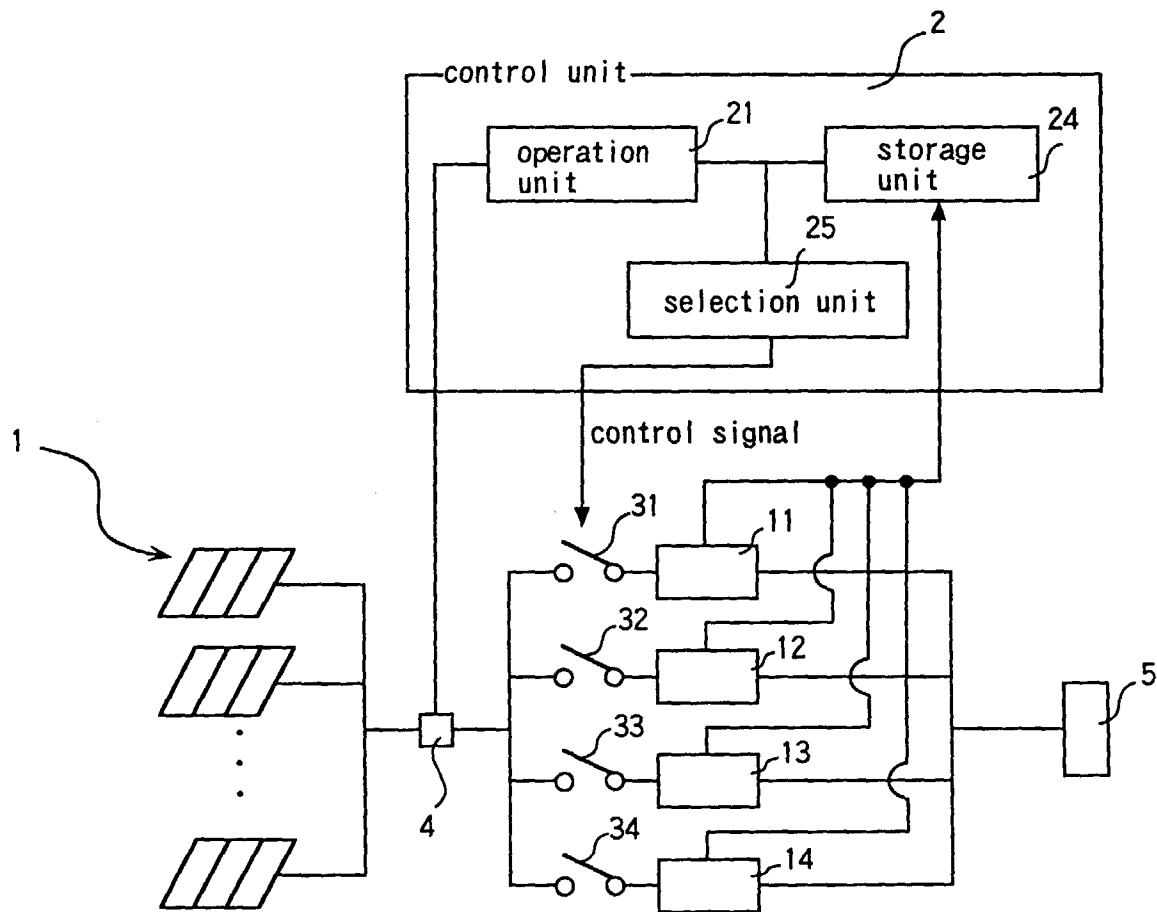 2
control unit
21
24
operation
unit
storage
unit
25
selection unit
1
control signal
31
11
32
12
5
33
13
4
34
14